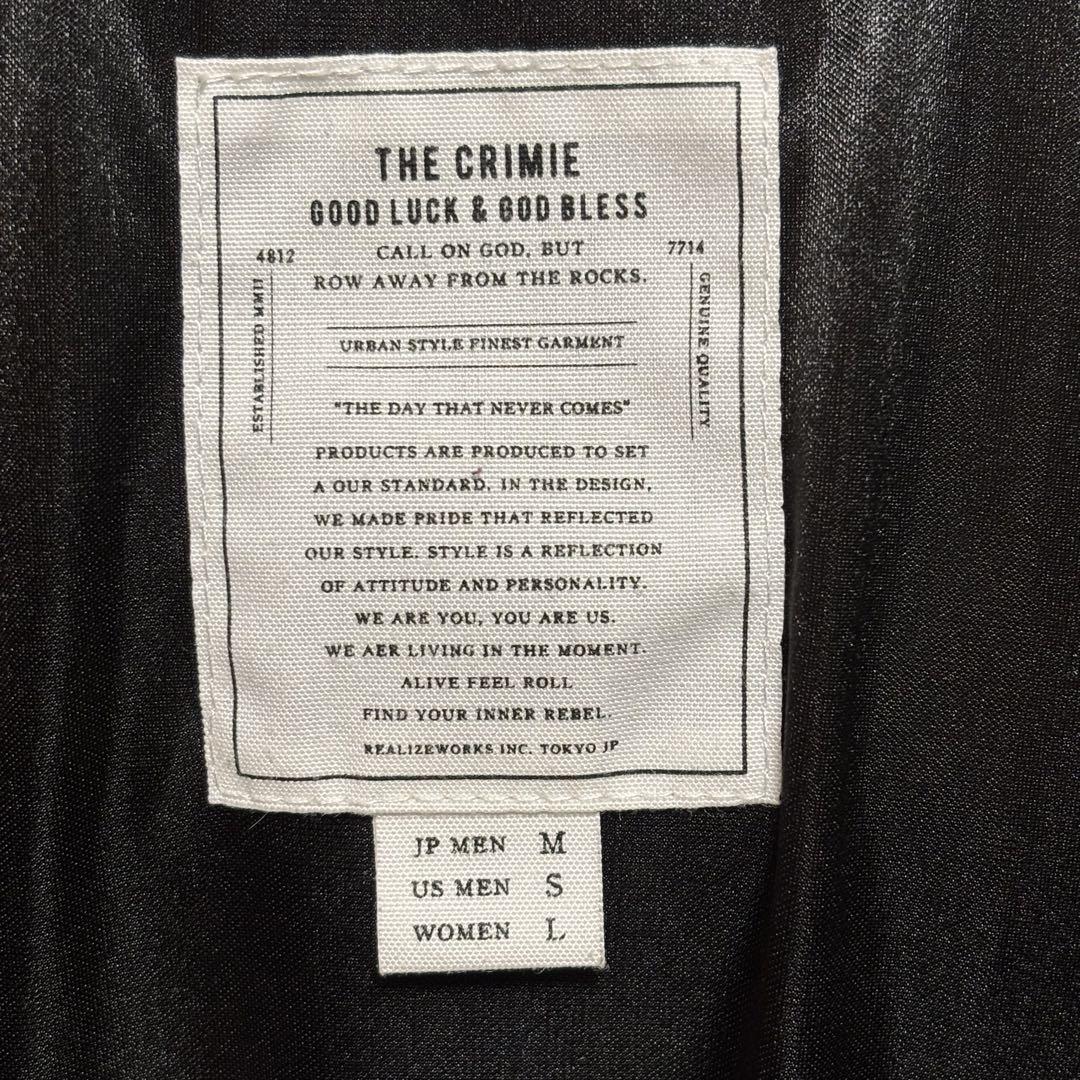 THE CRIMIE
GOOD LUCK & GOD BLESS
4812
CALL ON GOD, BUT
7714
ROW AWAY FROM THE ROCKS.
ESTABLISHED MMII
GENUINE QUALITY
URBAN STYLE FINEST GARMENT
"THE DAY THAT NEVER COMES"
PRODUCTS ARE PRODUCED TO SET
A OUR STANDARD. IN THE DESIGN,
WE MADE PRIDE THAT REFLECTED
OUR STYLE. STYLE IS A REFLECTION
OF ATTITUDE AND PERSONALITY.
WE ARE YOU, YOU ARE US.
WE AER LIVING IN THE MOMENT.
ALIVE FEEL ROLL
FIND YOUR INNER REBEL.
REALIZEWORKS INC. TOKYO JP
JP MEN M
US MEN S
WOMEN L